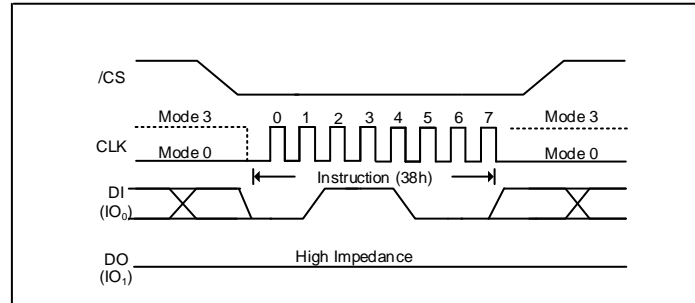 /CS
Mode 3 0 1 2 3 4 5 6 7 Mode 3
CLK
Mode 0 Mode 0
Instruction (38h)
DI
(IO₀)
High Impedance
DO
(IO₁)